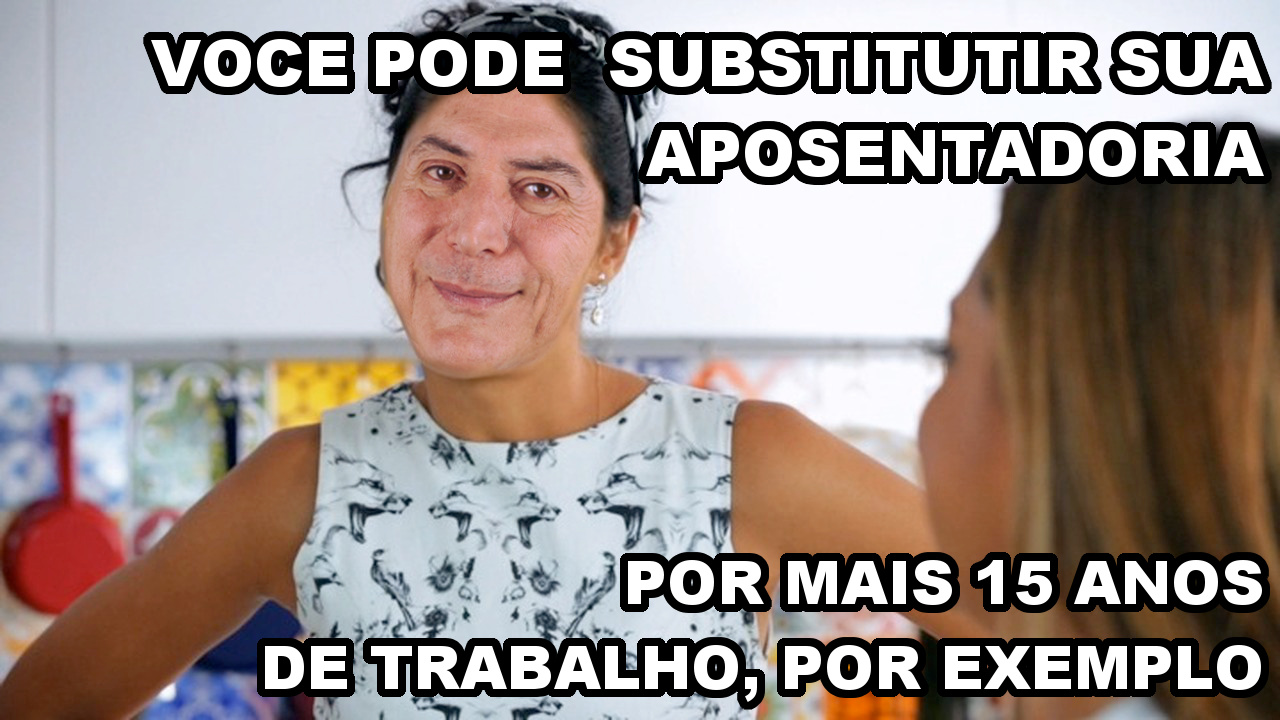 VOCE PODE SUBSTITUTIR SUA
APOSENTADORIA
POR MAIS 15 ANOS
DE TRABALHO, POR EXEMPLO